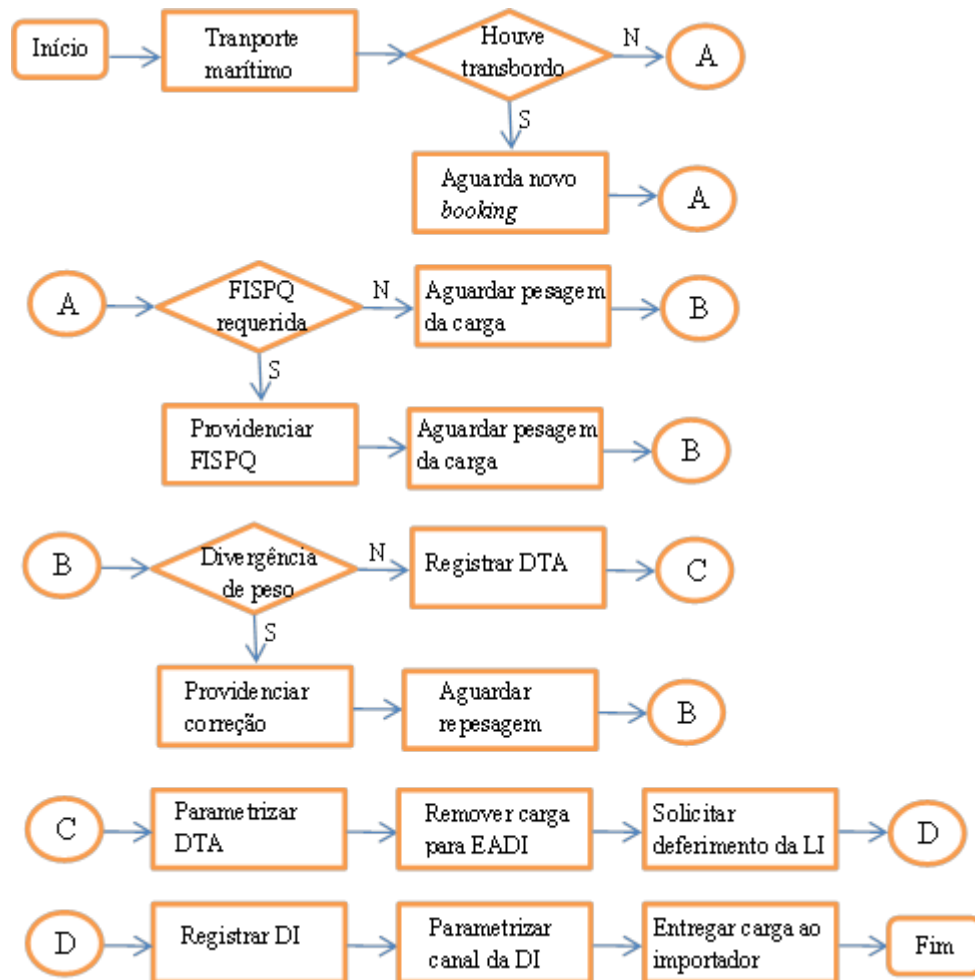 Início
Tranporte
marítimo
Houve
transbordo
N
A
S
Aguarda novo
booking
A
A
FISPQ
requerida
N
Aguardar pesagem
da carga
B
S
Providenciar
FISPQ
Aguardar pesagem
da carga
B
B
Divergência
de peso
N
Registrar DTA
C
S
Providenciar
correção
Aguardar
repesagem
B
C
Parametrizar
DTA
Remover carga
para EADI
Solicitar
deferimento da LI
D
D
Registrar DI
Parametrizar
canal da DI
Entregar carga ao
importador
Fim